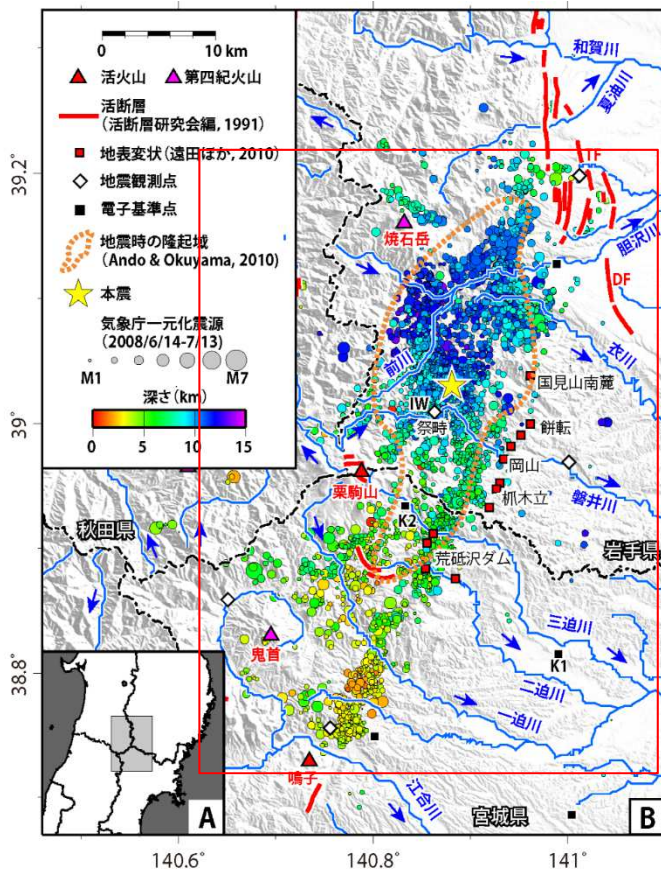 0
10 km
活火山
第四紀火山
活断層
(活断層研究会編, 1991)
地表変状(遠田ほか, 2010)
地震観測点
電子基準点
地震時の隆起域
(Ando & Okuyama, 2010)
本震
気象庁一元化震源
(2008/6/14-7/13)
M1
M7
深さ(km)
0 5 10 15
39.2°
39°
38.8°
140.6°
140.8°
141°
和賀川
夏油川
TF
焼石岳
胆沢川
DF
前川
衣川
国見山南麓
IW
祭畤
餅転
岡山
栗駒山
磐井川
K2
秋田県
岩手県
荒砥沢ダム
三迫川
K1
鬼首
二迫川
一迫川
鳴子
江合川
宮城県
A
B